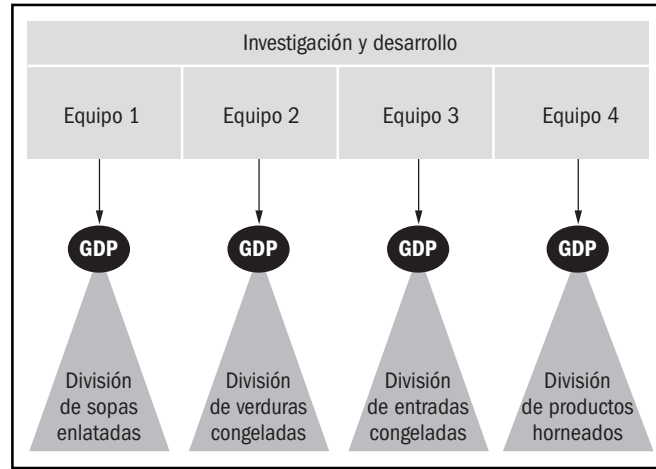 Investigación y desarrollo
Equipo 1
Equipo 2
Equipo 3
Equipo 4
GDP
GDP
GDP
GDP
División
de sopas
enlatadas
División
de verduras
congeladas
División
de entradas
congeladas
División
de productos
horneados